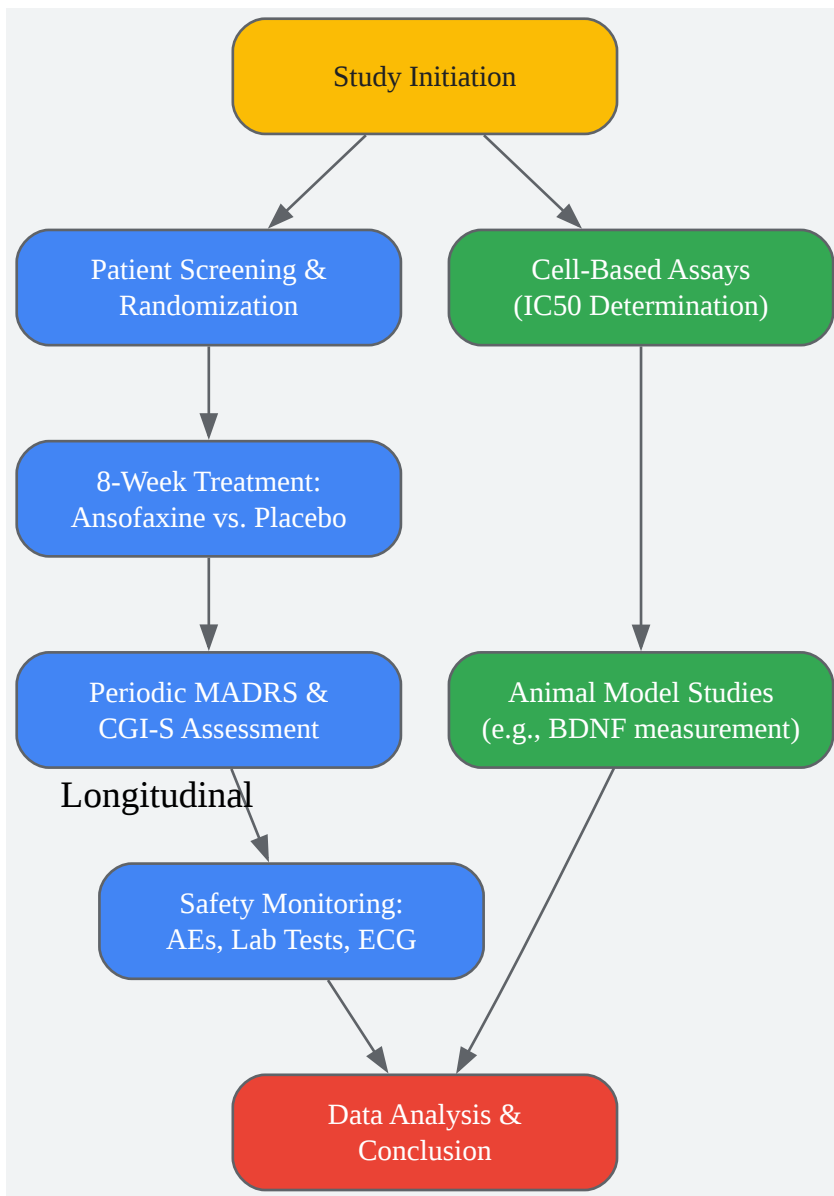 Study Initiation
Patient Screening &
Randomization
Cell-Based Assays
(IC50 Determination)
8-Week Treatment:
Ansofaxine vs. Placebo
Periodic MADRS &
CGI-S Assessment
Animal Model Studies
(e.g., BDNF measurement)
Longitudinal
Safety Monitoring:
AEs, Lab Tests, ECG
Data Analysis &
Conclusion